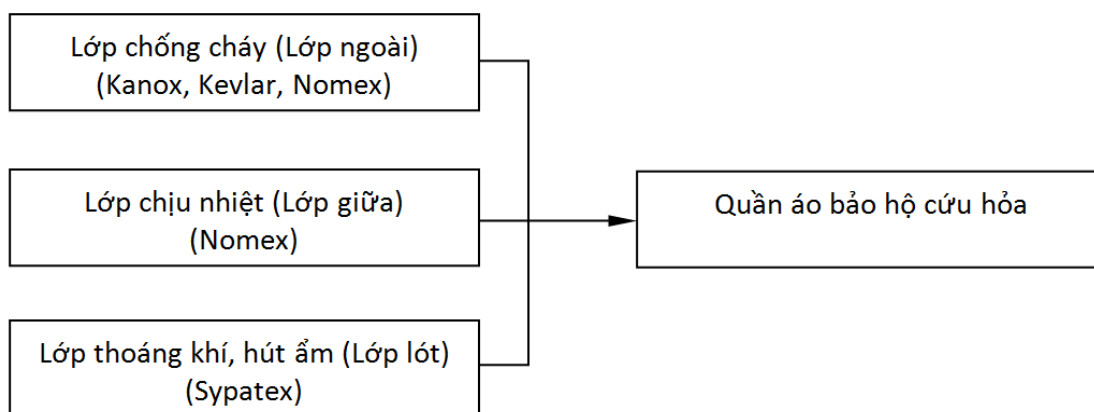 Lớp chống cháy (Lớp ngoài)
(Kanox, Kevlar, Nomex)
Lớp chịu nhiệt (Lớp giữa)
(Nomex)
Quần áo bảo hộ cứu hỏa
Lớp thoáng khí, hút ẩm (Lớp lót)
(Sypatex)